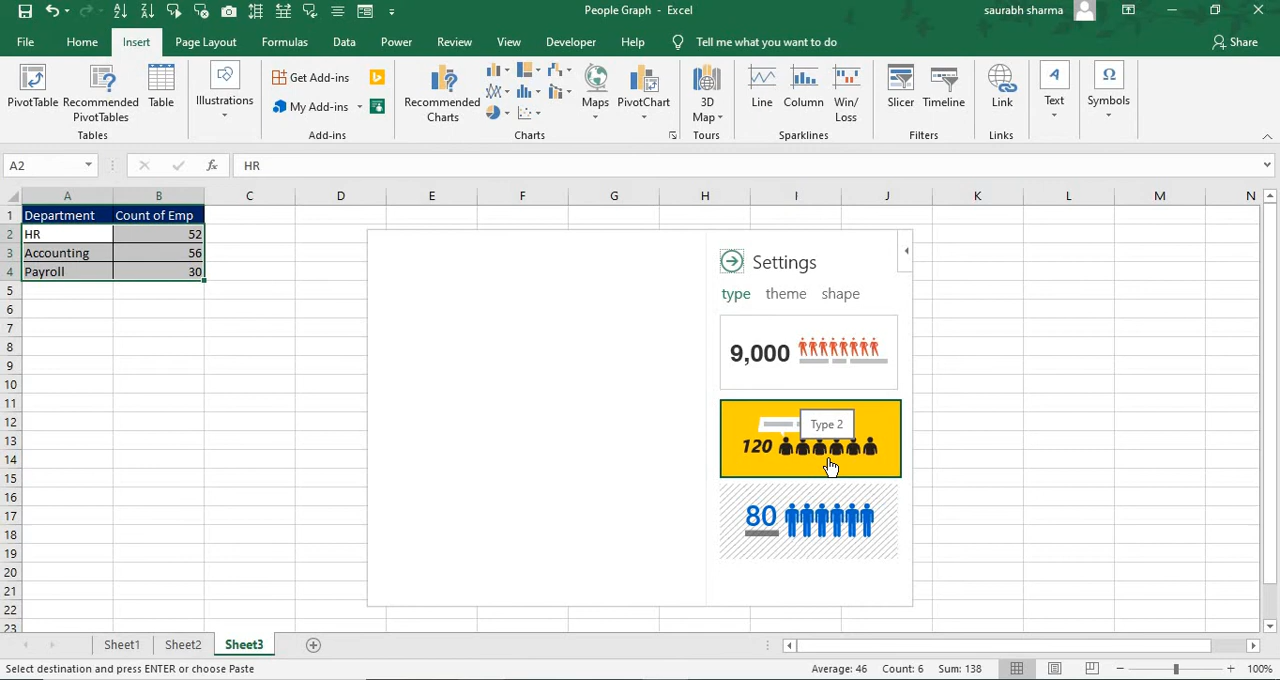 People Graph - Excel
saurabh sharma
File Home Insert Page Layout Formulas Data Power Review View Developer Help Tell me what you want to do Share
PivotTable Recommended PivotTables Table
Tables
Illustrations
Get Add-ins
My Add-ins
Add-ins
Recommended Charts
Maps PivotChart
Charts
3D Map
Tours
Line Column Win/ Loss
Sparklines
Slicer Timeline
Filters
Link
Links
Text
Symbols
A2 fx HR
A B C D E F G H I J K L M N
1 Department Count of Emp
2 HR 52
3 Accounting 56
4 Payroll 30
5
6
7
8
9
10
11
12
13
14
15
16
17
18
19
20
21
22
23
Settings
type theme shape
9,000
Type 2
120
80
Sheet1 Sheet2 Sheet3
Select destination and press ENTER or choose Paste Average: 46 Count: 6 Sum: 138 100%